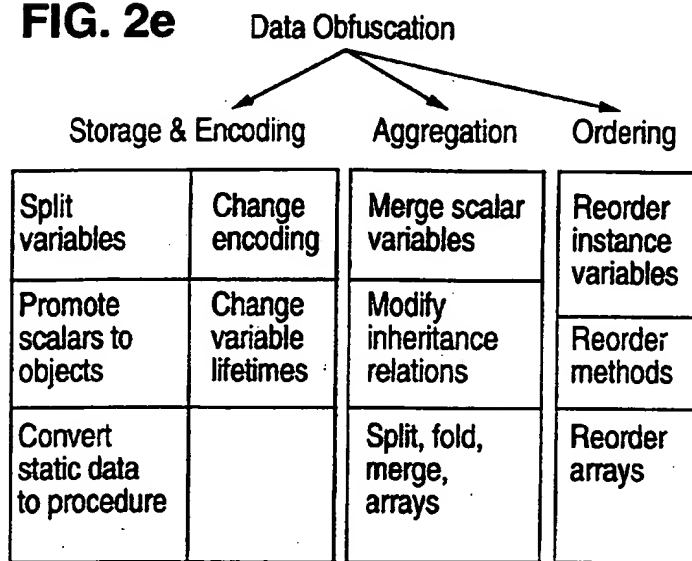 FIG. 2e
Data Obfuscation
Storage & Encoding
Aggregation
Ordering
Split
variables
Change
encoding
Merge scalar
variables
Reorder
instance
variables
Promote
scalars to
objects
Change
variable
lifetimes
Modify
inheritance
relations
Reorder
methods
Convert
static data
to procedure
Split, fold,
merge,
arrays
Reorder
arrays